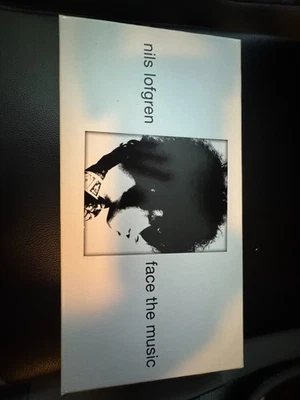 nils lofgren
face the music